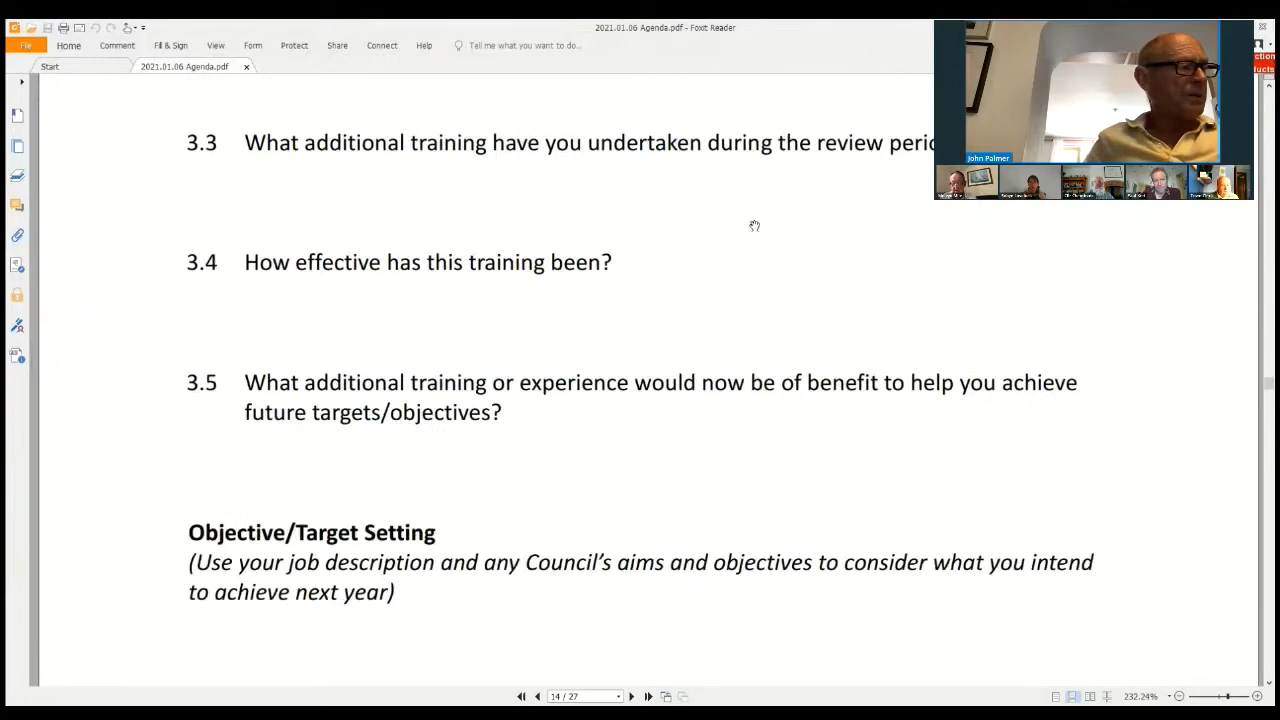 2021.01.06 Agenda.pdf - Foxit Reader
File Home Comment Fill & Sign View Form Protect Share Connect Help Tell me what you want to do...
Start 2021.01.06 Agenda.pdf
3.3 What additional training have you undertaken during the review perio
John Palmer
3.4 How effective has this training been?
3.5 What additional training or experience would now be of benefit to help you achieve
future targets/objectives?
Objective/Target Setting
(Use your job description and any Council's aims and objectives to consider what you intend
to achieve next year)
14 / 27 232.24%